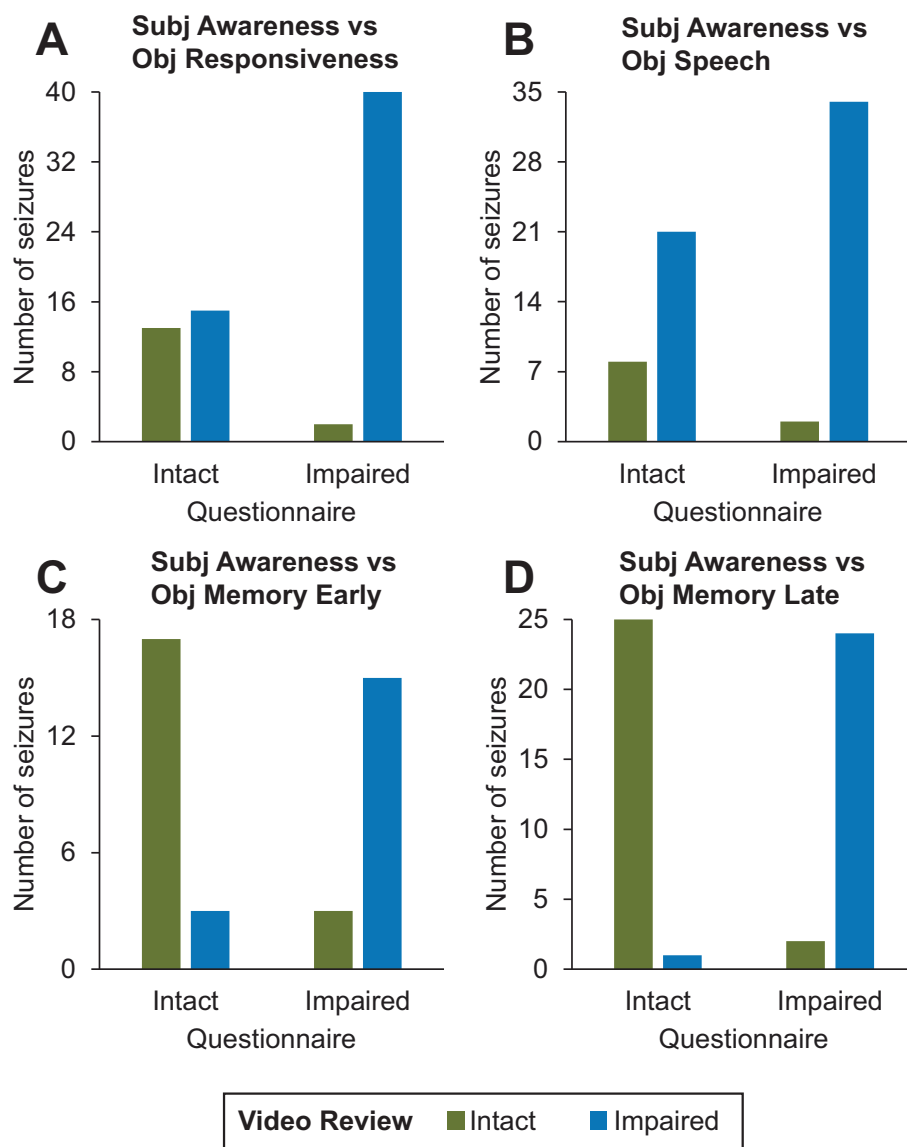 A
Subj Awareness vs
Obj Responsiveness
Number of seizures
40
32
24
16
8
0
Intact
Impaired
Questionnaire
B
Subj Awareness vs
Obj Speech
Number of seizures
35
28
21
14
7
0
Intact
Impaired
Questionnaire
C
Subj Awareness vs
Obj Memory Early
Number of seizures
18
12
6
0
Intact
Impaired
Questionnaire
D
Subj Awareness vs
Obj Memory Late
Number of seizures
25
20
15
10
5
0
Intact
Impaired
Questionnaire
Video Review Intact Impaired